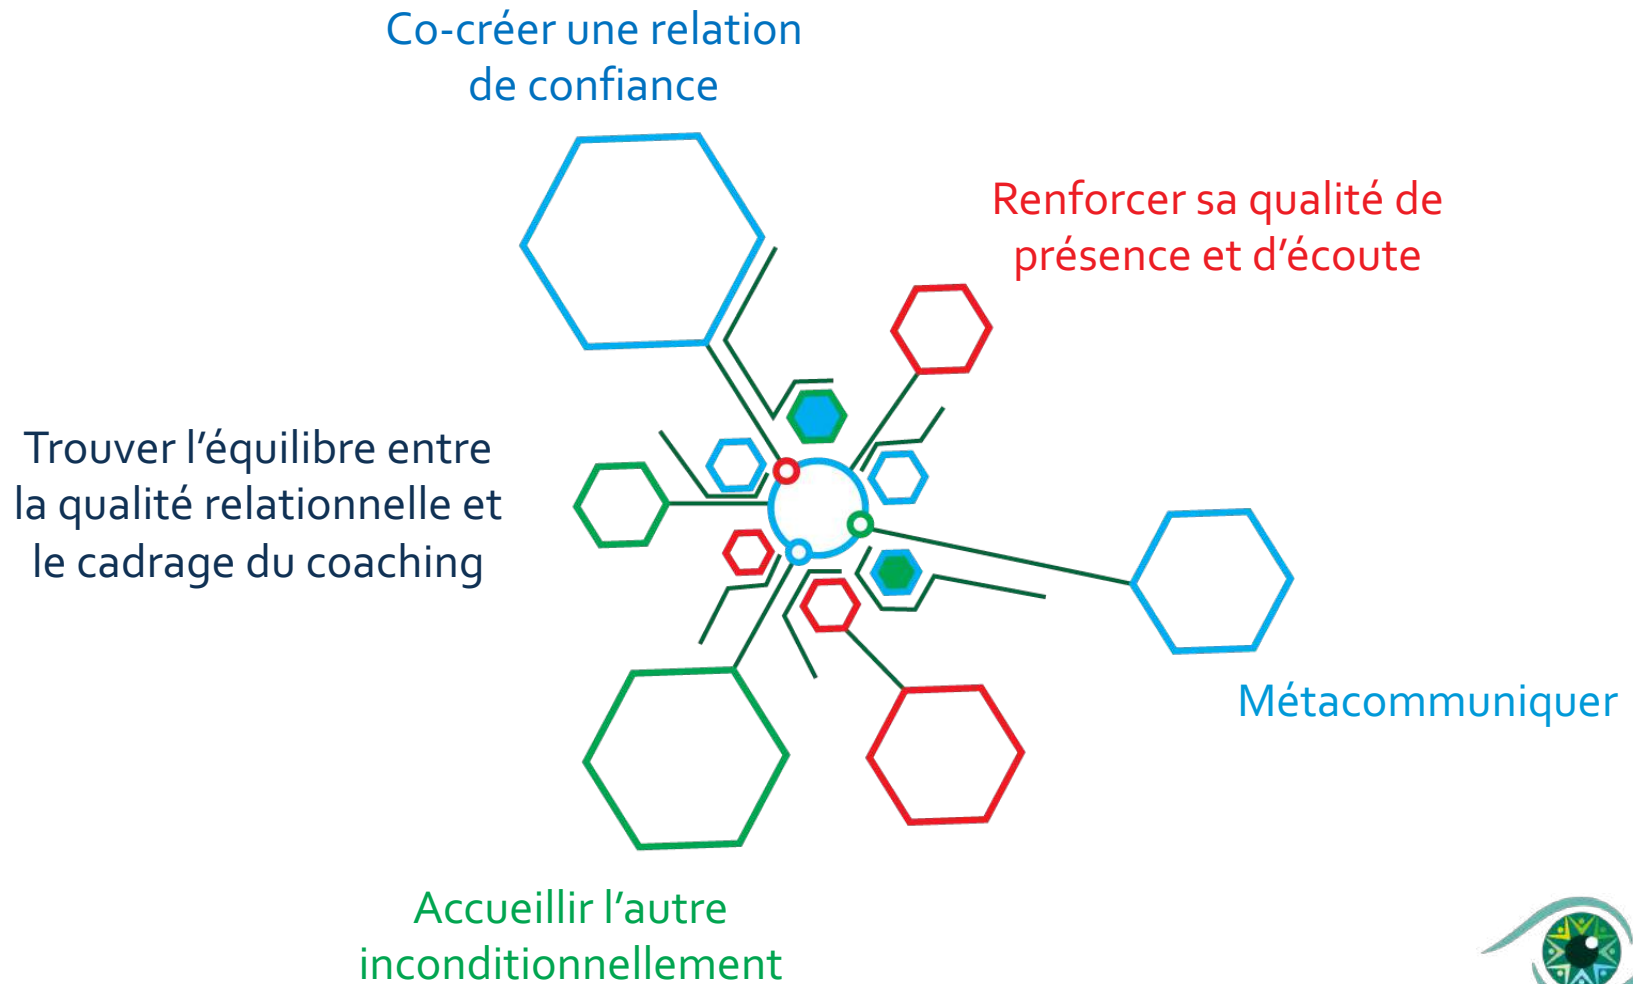 Co-créer une relation
de confiance
Renforcer sa qualité de
présence et d’écoute
Trouver l’équilibre entre
la qualité relationnelle et
le cadrage du coaching
Métacommuniquer
Accueillir l’autre
inconditionnellement